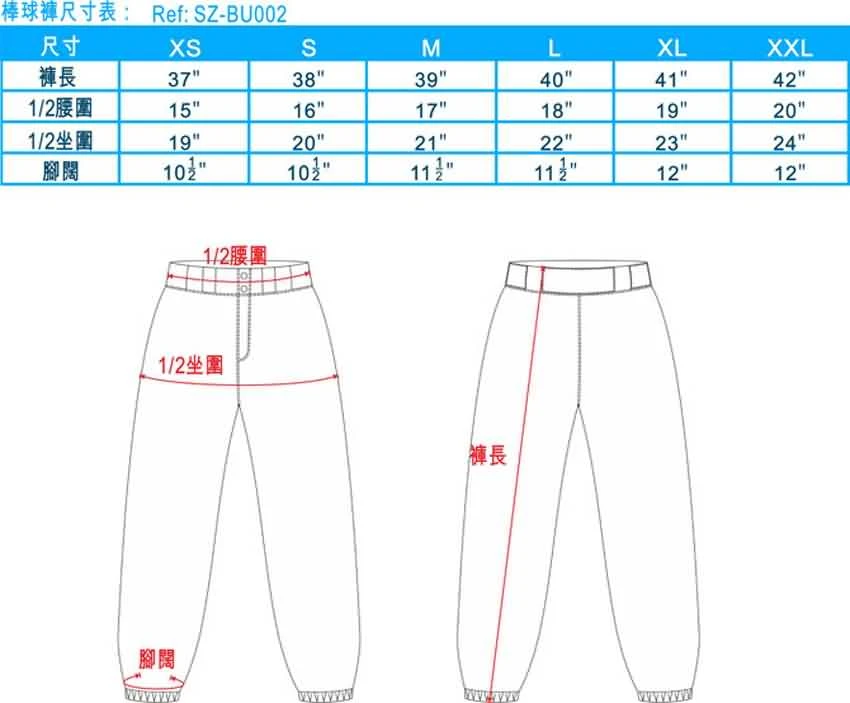 棒球褲尺寸表： Ref: SZ-BU002
尺寸 XS S M L XL XXL
褲長 37" 38" 39" 40" 41" 42"
1/2腰圍 15" 16" 17" 18" 19" 20"
1/2坐圍 19" 20" 21" 22" 23" 24"
腳闊 10½" 10½" 11½" 11½" 12" 12"
1/2腰圍
1/2坐圍
褲長
腳闊